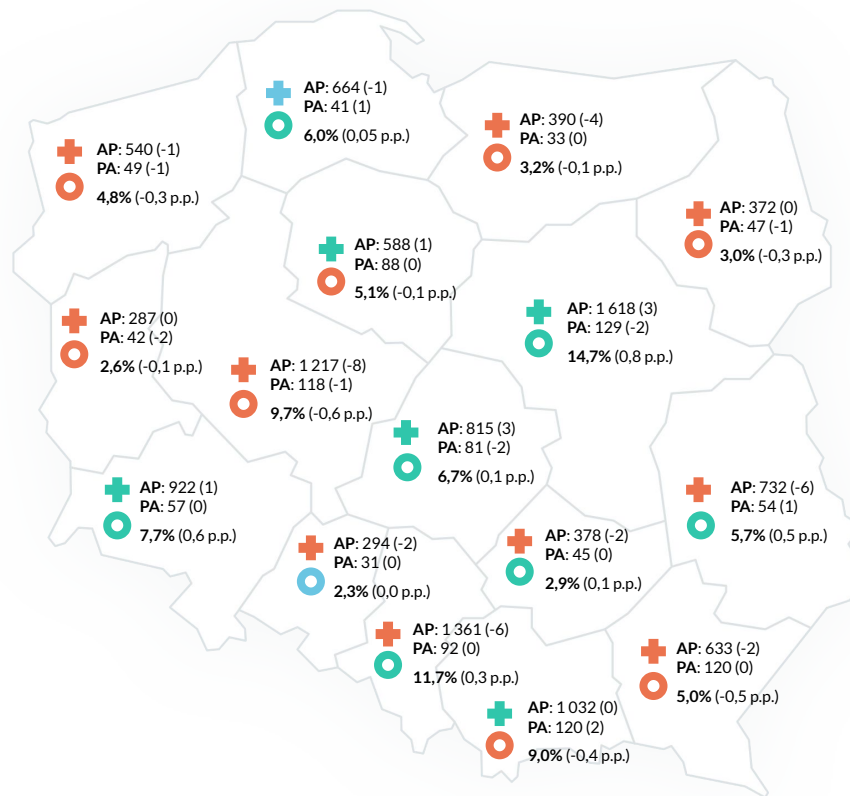 AP: 664 (-1)
PA: 41 (1)
6,0% (0,05 p.p.)
AP: 390 (-4)
PA: 33 (0)
3,2% (-0,1 p.p.)
AP: 540 (-1)
PA: 49 (-1)
4,8% (-0,3 p.p.)
AP: 372 (0)
PA: 47 (-1)
3,0% (-0,3 p.p.)
AP: 588 (1)
PA: 88 (0)
5,1% (-0,1 p.p.)
AP: 1 618 (3)
PA: 129 (-2)
14,7% (0,8 p.p.)
AP: 287 (0)
PA: 42 (-2)
2,6% (-0,1 p.p.)
AP: 1 217 (-8)
PA: 118 (-1)
9,7% (-0,6 p.p.)
AP: 815 (3)
PA: 81 (-2)
6,7% (0,1 p.p.)
AP: 922 (1)
PA: 57 (0)
7,7% (0,6 p.p.)
AP: 732 (-6)
PA: 54 (1)
5,7% (0,5 p.p.)
AP: 294 (-2)
PA: 31 (0)
2,3% (0,0 p.p.)
AP: 378 (-2)
PA: 45 (0)
2,9% (0,1 p.p.)
AP: 1 361 (-6)
PA: 92 (0)
11,7% (0,3 p.p.)
AP: 633 (-2)
PA: 120 (0)
5,0% (-0,5 p.p.)
AP: 1 032 (0)
PA: 120 (2)
9,0% (-0,4 p.p.)